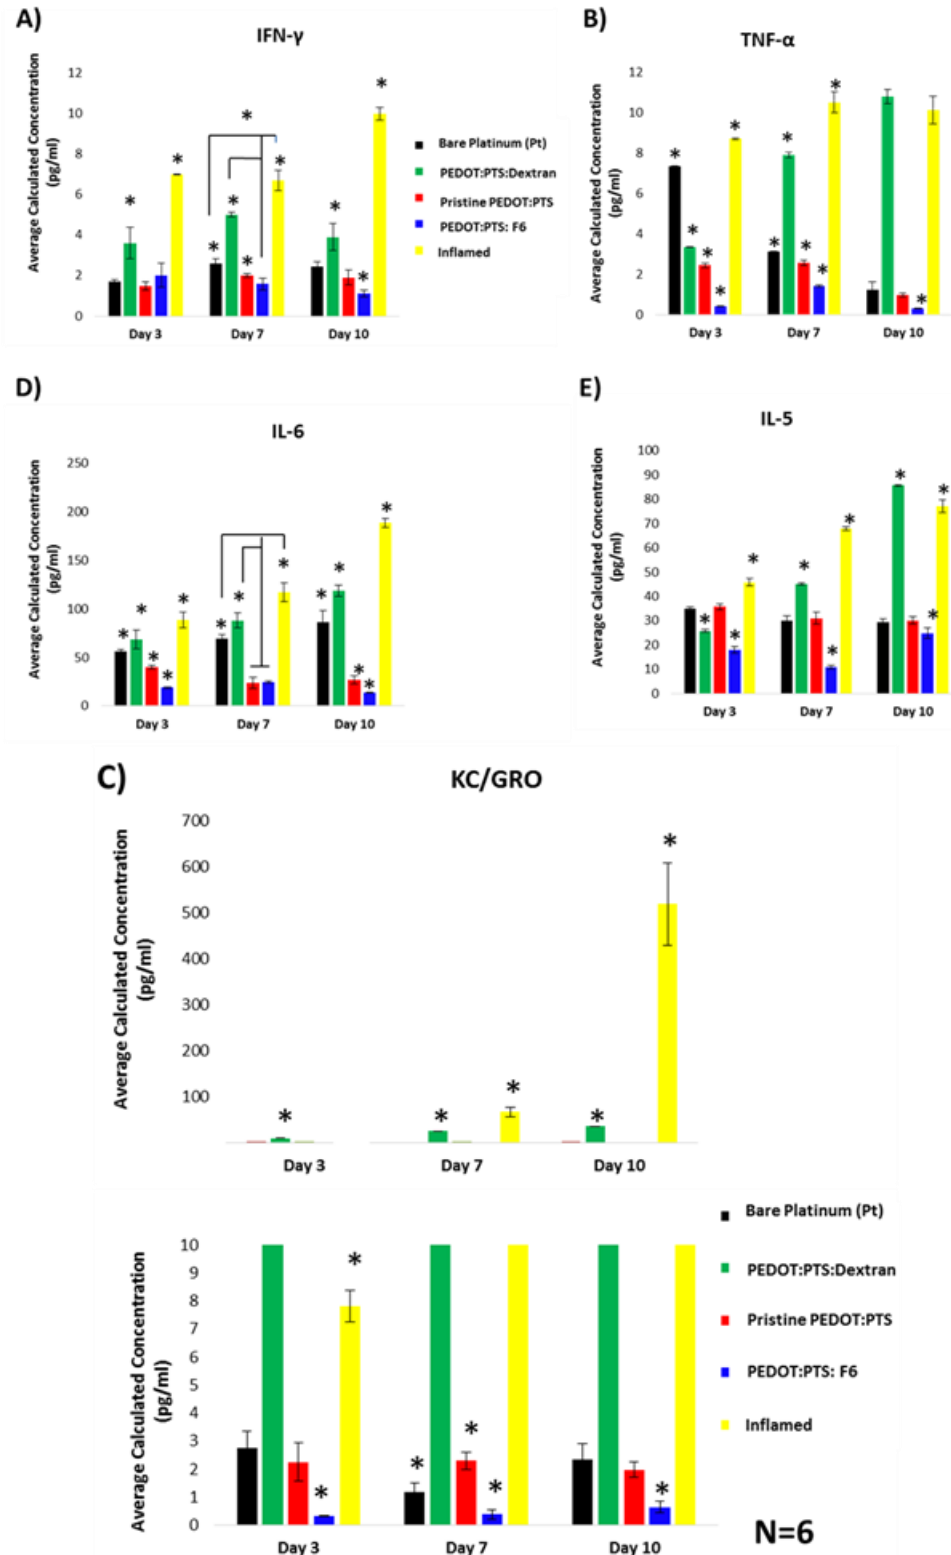 A)
IFN-γ
Average Calculated Concentration
(pg/ml)
12
10
8
6
4
2
0
*
*
*
*
*
*
*
*
*
*
*
Day 3
Day 7
Day 10
Bare Platinum (Pt)
PEDOT:PTS:Dextran
Pristine PEDOT:PTS
PEDOT:PTS: F6
Inflamed
B)
TNF-α
Average Calculated Concentration
(pg/ml)
12
10
8
6
4
2
0
*
*
*
*
*
*
*
*
*
*
*
Day 3
Day 7
Day 10
D)
IL-6
Average Calculated Concentration
(pg/ml)
250
200
150
100
50
0
*
*
*
*
*
*
*
*
*
*
*
*
*
Day 3
Day 7
Day 10
E)
IL-5
Average Calculated Concentration
(pg/ml)
100
90
80
70
60
50
40
30
20
10
0
*
*
*
*
*
*
*
*
*
Day 3
Day 7
Day 10
C)
KC/GRO
Average Calculated Concentration
(pg/ml)
700
600
500
400
300
200
100
*
*
*
*
*
Day 3
Day 7
Day 10
Average Calculated Concentration
(pg/ml)
10
9
8
7
6
5
4
3
2
1
0
*
*
*
*
*
*
Day 3
Day 7
Day 10
Bare Platinum (Pt)
PEDOT:PTS:Dextran
Pristine PEDOT:PTS
PEDOT:PTS: F6
Inflamed
N=6